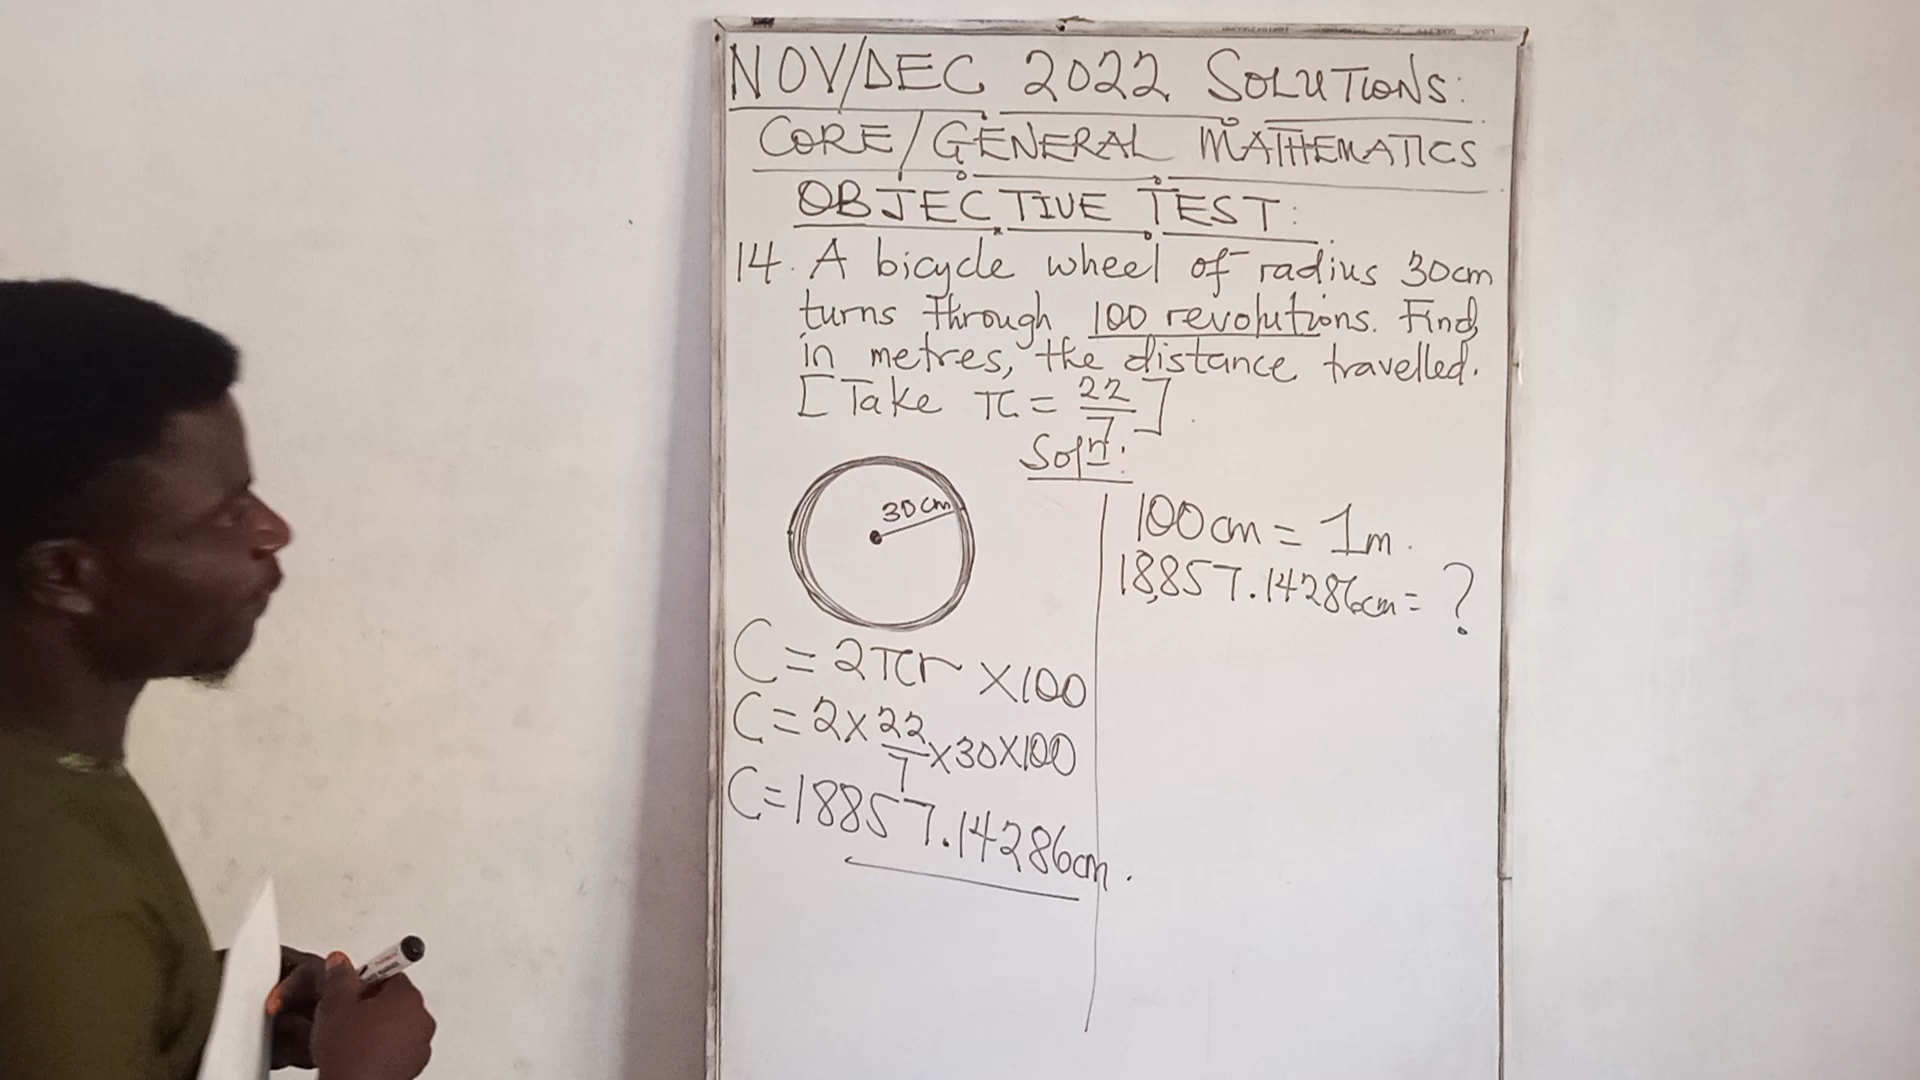 NOV/DEC 2022 SOLUTIONS:
CORE/GENERAL MATHEMATICS
OBJECTIVE TEST:
14. A bicycle wheel of radius 30cm
turns through 100 revolutions. Find,
in metres, the distance travelled.
[Take π = 22/7].
Solⁿ:
30cm
C = 2πr ×100
C = 2×22/7×30×100
C=18857.14286cm.
100cm = 1m.
18,857.14286cm = ?